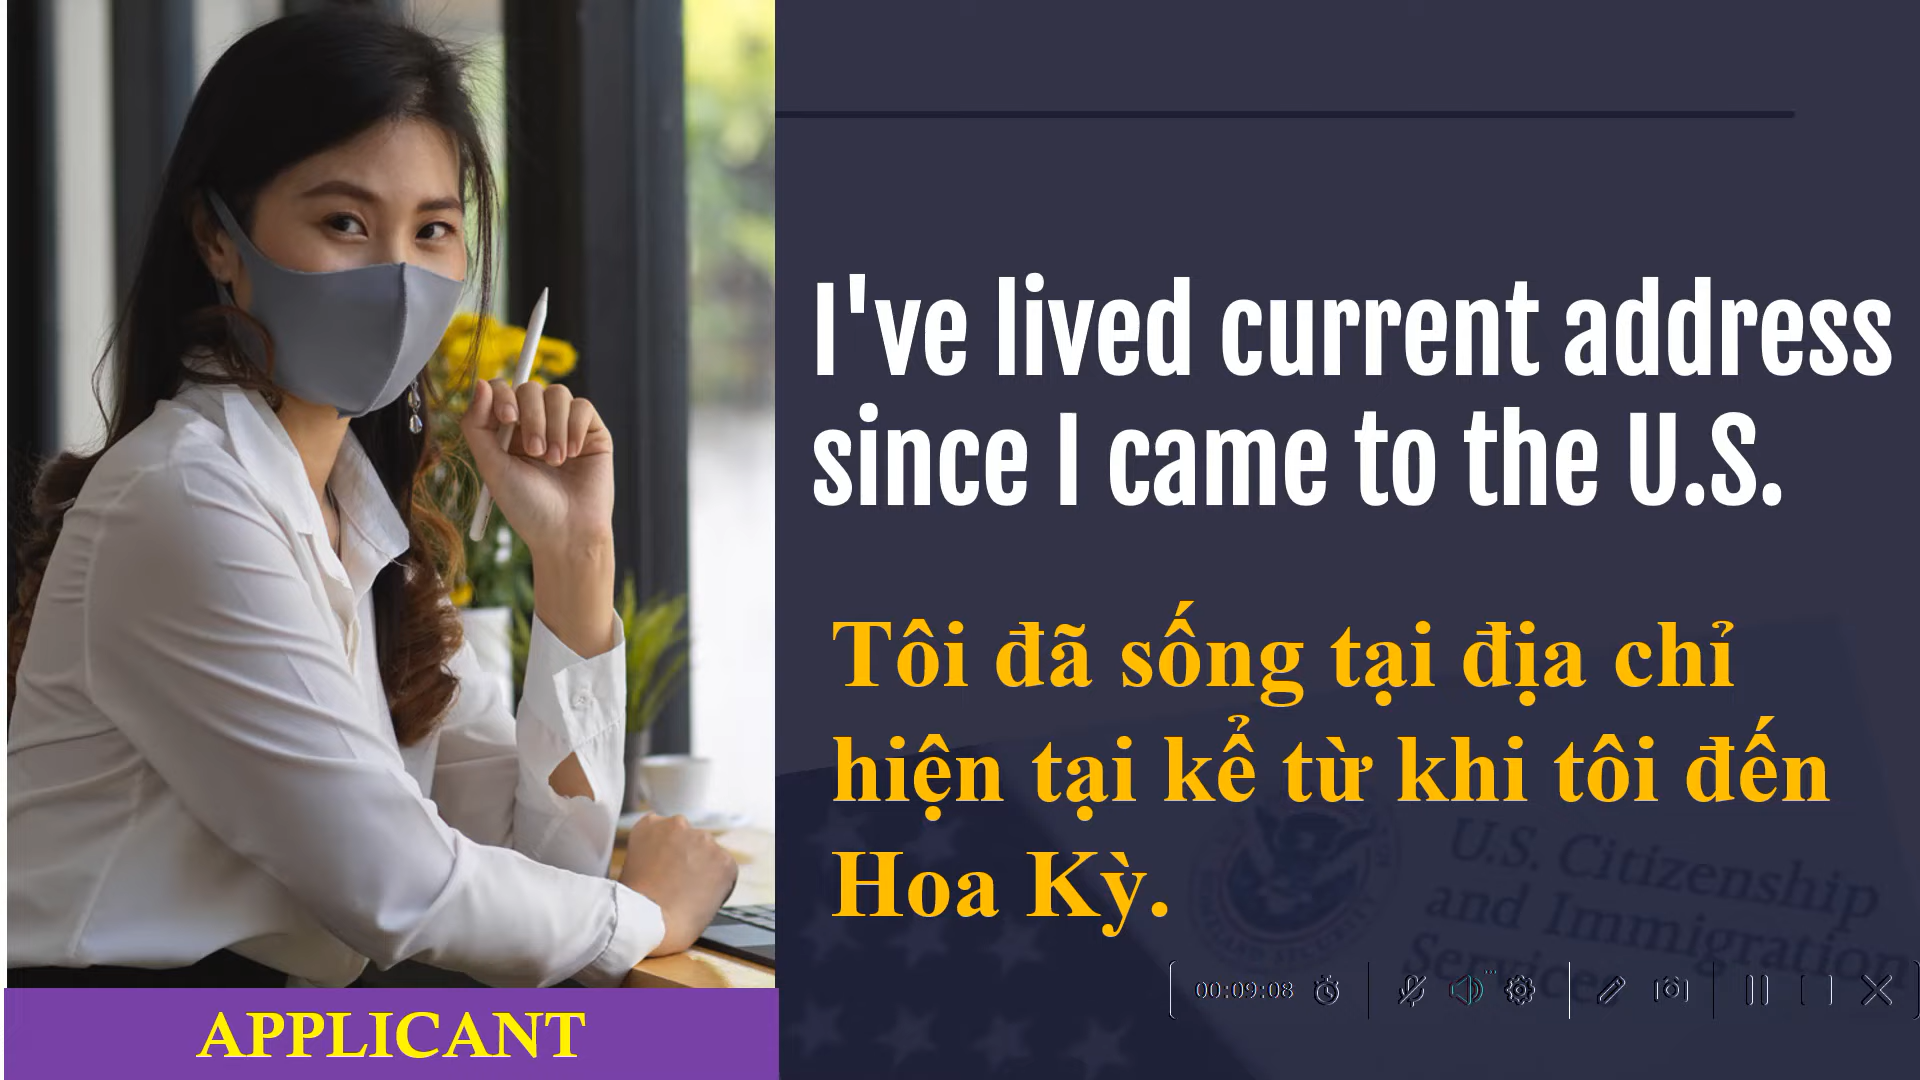 I've lived current address
since I came to the U.S.
Tôi đã sống tại địa chỉ
hiện tại kể từ khi tôi đến
Hoa Kỳ.
U.S. Citizenship
and Immigration
Services
00:09:08
APPLICANT